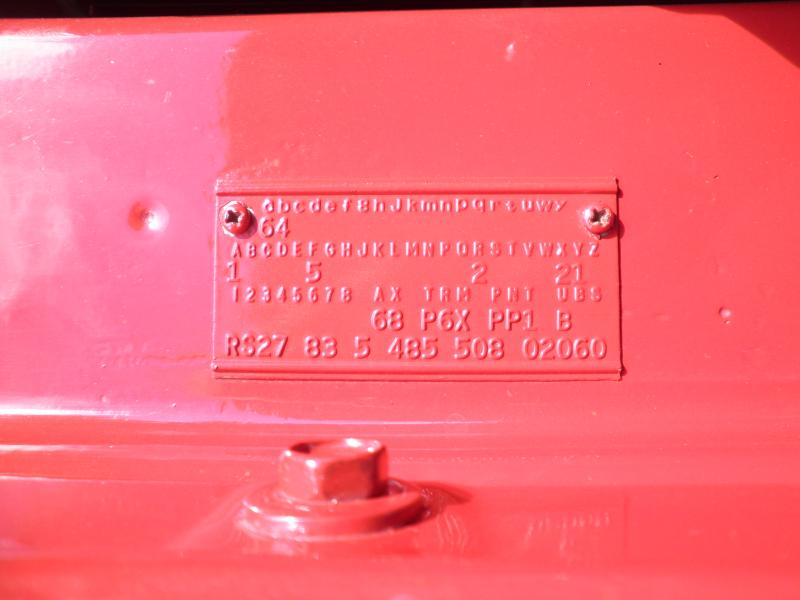 abcdefghJkmnpqrtuwy
64
ABCDEFGHJKLMNPQRSTVWXYZ
1 5 2 21
12345678 AX TRM PNT UBS
68 P6X PP1 B
RS27 83 5 485 508 02060